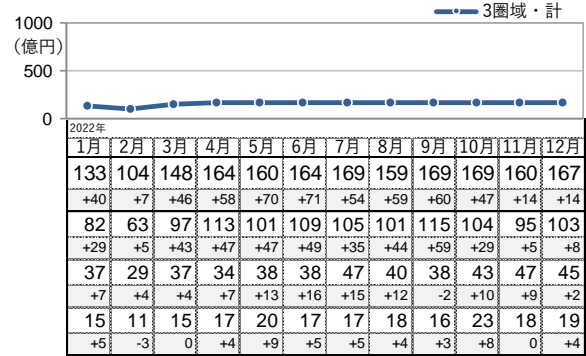 3圏域・計
1000
(億円)
500
0
2022年
1月 2月 3月 4月 5月 6月 7月 8月 9月 10月 11月 12月
133 104 148 164 160 164 169 159 169 169 160 167
+40 +7 +46 +58 +70 +71 +54 +59 +60 +47 +14 +14
82 63 97 113 101 109 105 101 115 104 95 103
+29 +5 +43 +47 +47 +49 +35 +44 +59 +29 +5 +8
37 29 37 34 38 38 47 40 38 43 47 45
+7 +4 +4 +7 +13 +16 +15 +12 -2 +10 +9 +2
15 11 15 17 20 17 17 18 16 23 18 19
+5 -3 0 +4 +9 +5 +5 +4 +3 +8 0 +4